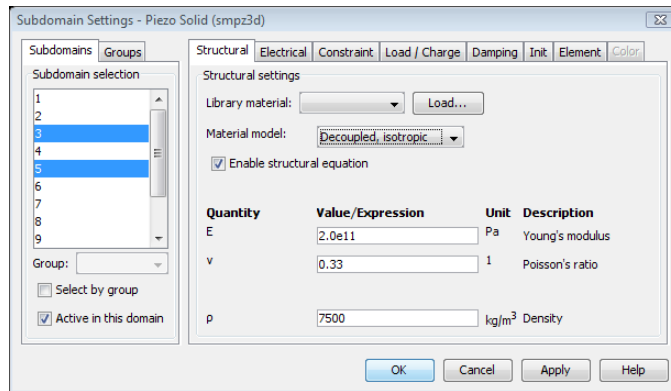 Subdomain Settings - Piezo Solid (smpz3d)
Subdomains Groups
Subdomain selection
1
2
3
4
5
6
7
8
9
Group:
Select by group
Active in this domain
Structural Electrical Constraint Load / Charge Damping Init Element Color
Structural settings
Library material: Load...
Material model: Decoupled, isotropic
Enable structural equation
Quantity Value/Expression Unit Description
E 2.0e11 Pa Young's modulus
ν 0.33 1 Poisson's ratio
ρ 7500 kg/m³ Density
OK Cancel Apply Help